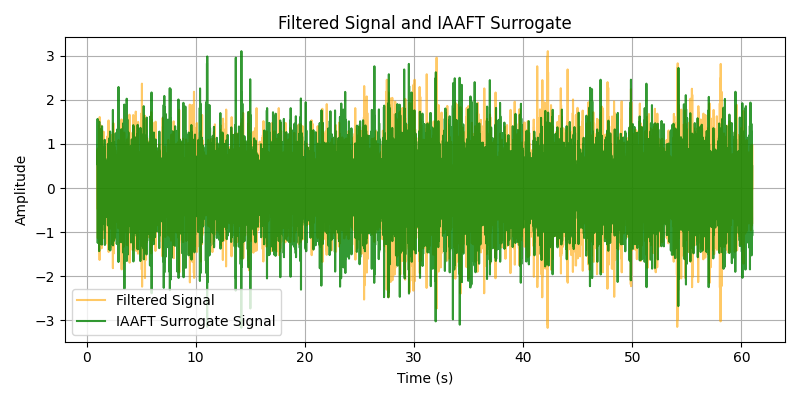 Filtered Signal and IAAFT Surrogate
3
2
1
0
−1
−2
−3
Amplitude
Filtered Signal
IAAFT Surrogate Signal
0 10 20 30 40 50 60
Time (s)